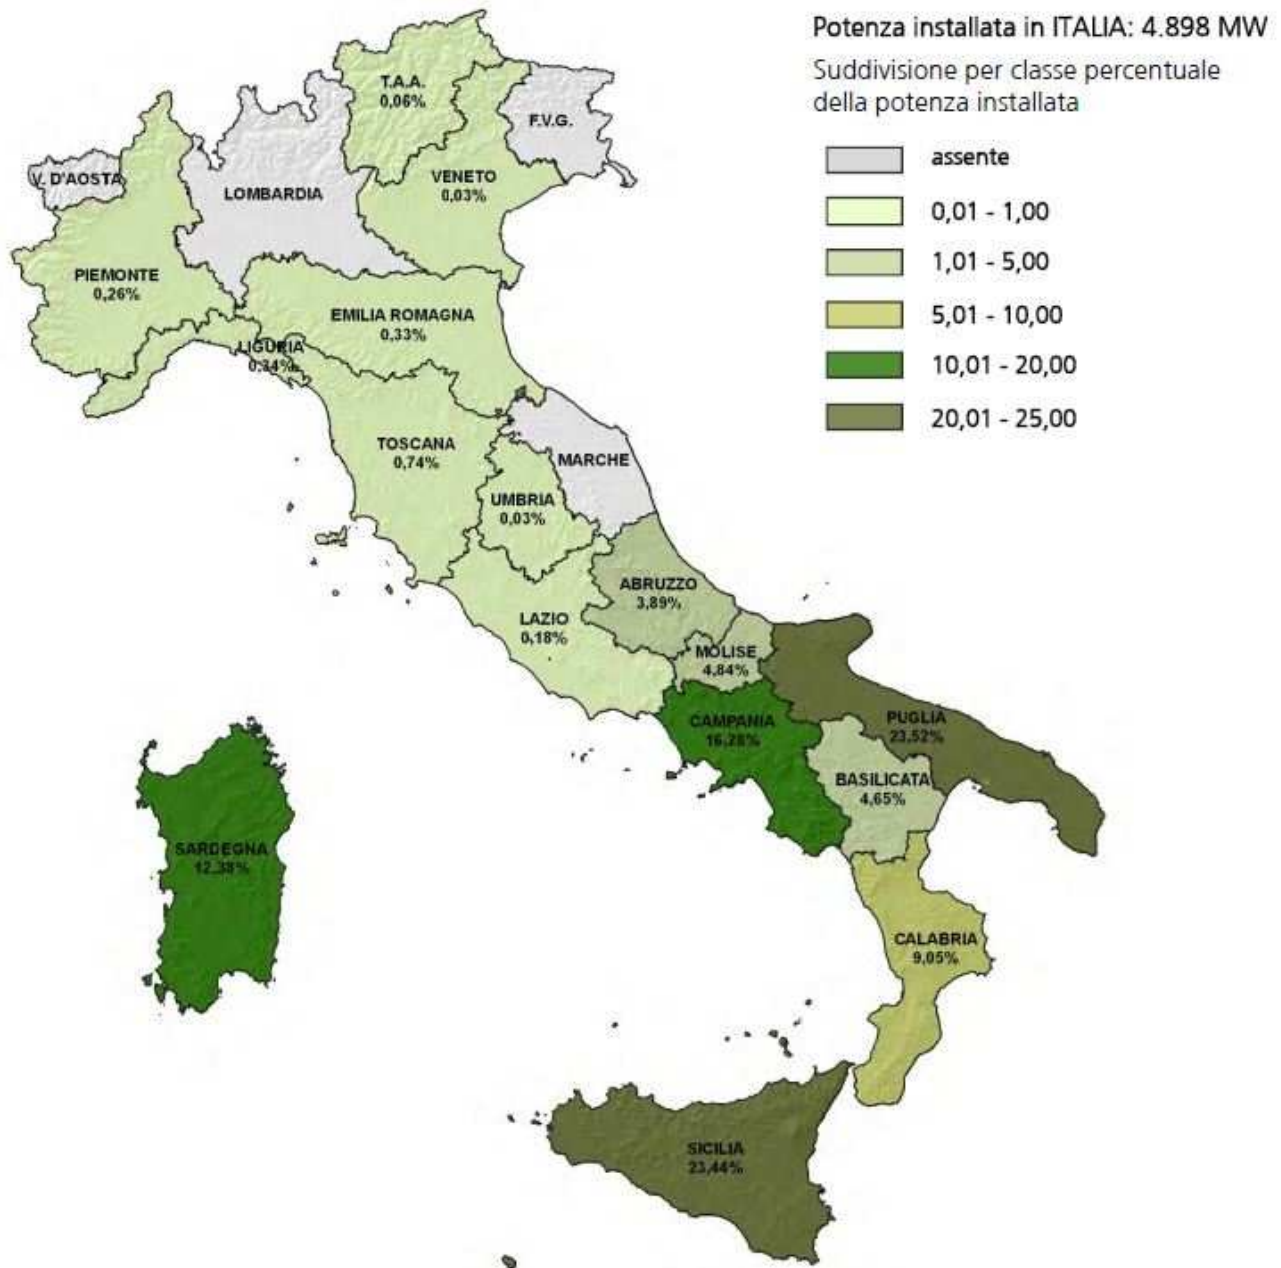 Potenza installata in ITALIA: 4.898 MW
Suddivisione per classe percentuale
della potenza installata
assente
0,01 - 1,00
1,01 - 5,00
5,01 - 10,00
10,01 - 20,00
20,01 - 25,00
T.A.A.
0,06%
F.V.G.
V. D'AOSTA
LOMBARDIA
VENETO
0,03%
PIEMONTE
0,26%
EMILIA ROMAGNA
0,33%
LIGURIA
0,34%
TOSCANA
0,74%
MARCHE
UMBRIA
0,03%
ABRUZZO
3,89%
LAZIO
0,18%
MOLISE
4,84%
CAMPANIA
16,28%
PUGLIA
23,52%
BASILICATA
4,65%
SARDEGNA
12,38%
CALABRIA
9,05%
SICILIA
23,44%